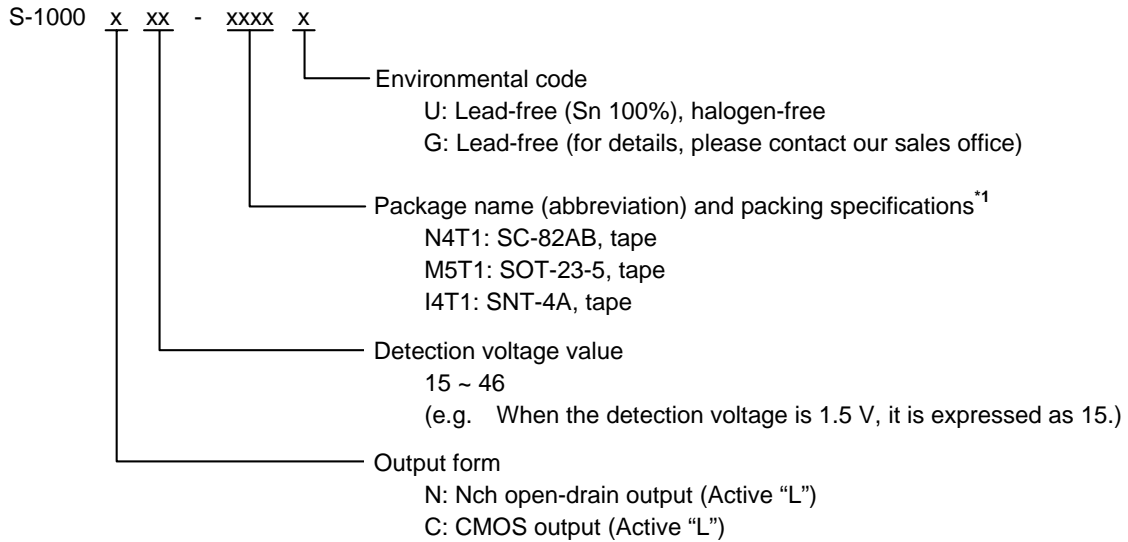 S-1000 x xx - xxxx x
Environmental code
U: Lead-free (Sn 100%), halogen-free
G: Lead-free (for details, please contact our sales office)
Package name (abbreviation) and packing specifications*1
N4T1: SC-82AB, tape
M5T1: SOT-23-5, tape
I4T1: SNT-4A, tape
Detection voltage value
15 ~ 46
(e.g. When the detection voltage is 1.5 V, it is expressed as 15.)
Output form
N: Nch open-drain output (Active “L”)
C: CMOS output (Active “L”)